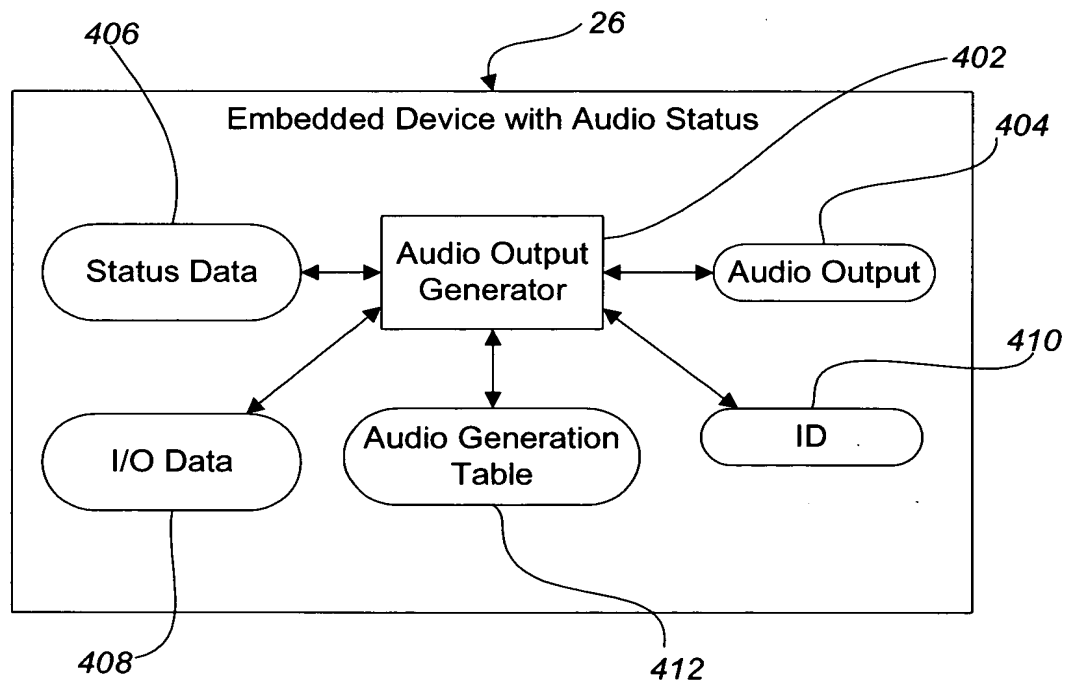 26
406
402
Embedded Device with Audio Status
404
Status Data
Audio Output
Generator
Audio Output
410
I/O Data
Audio Generation
Table
ID
408
412